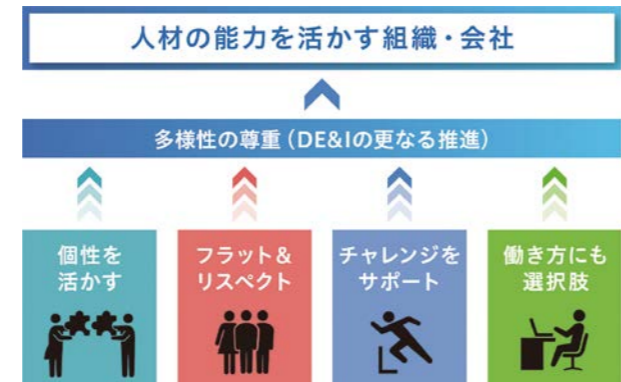 人材の能力を活かす組織・会社
多様性の尊重（DE&Iの更なる推進）
個性を
活かす
フラット＆
リスペクト
チャレンジを
サポート
働き方にも
選択肢